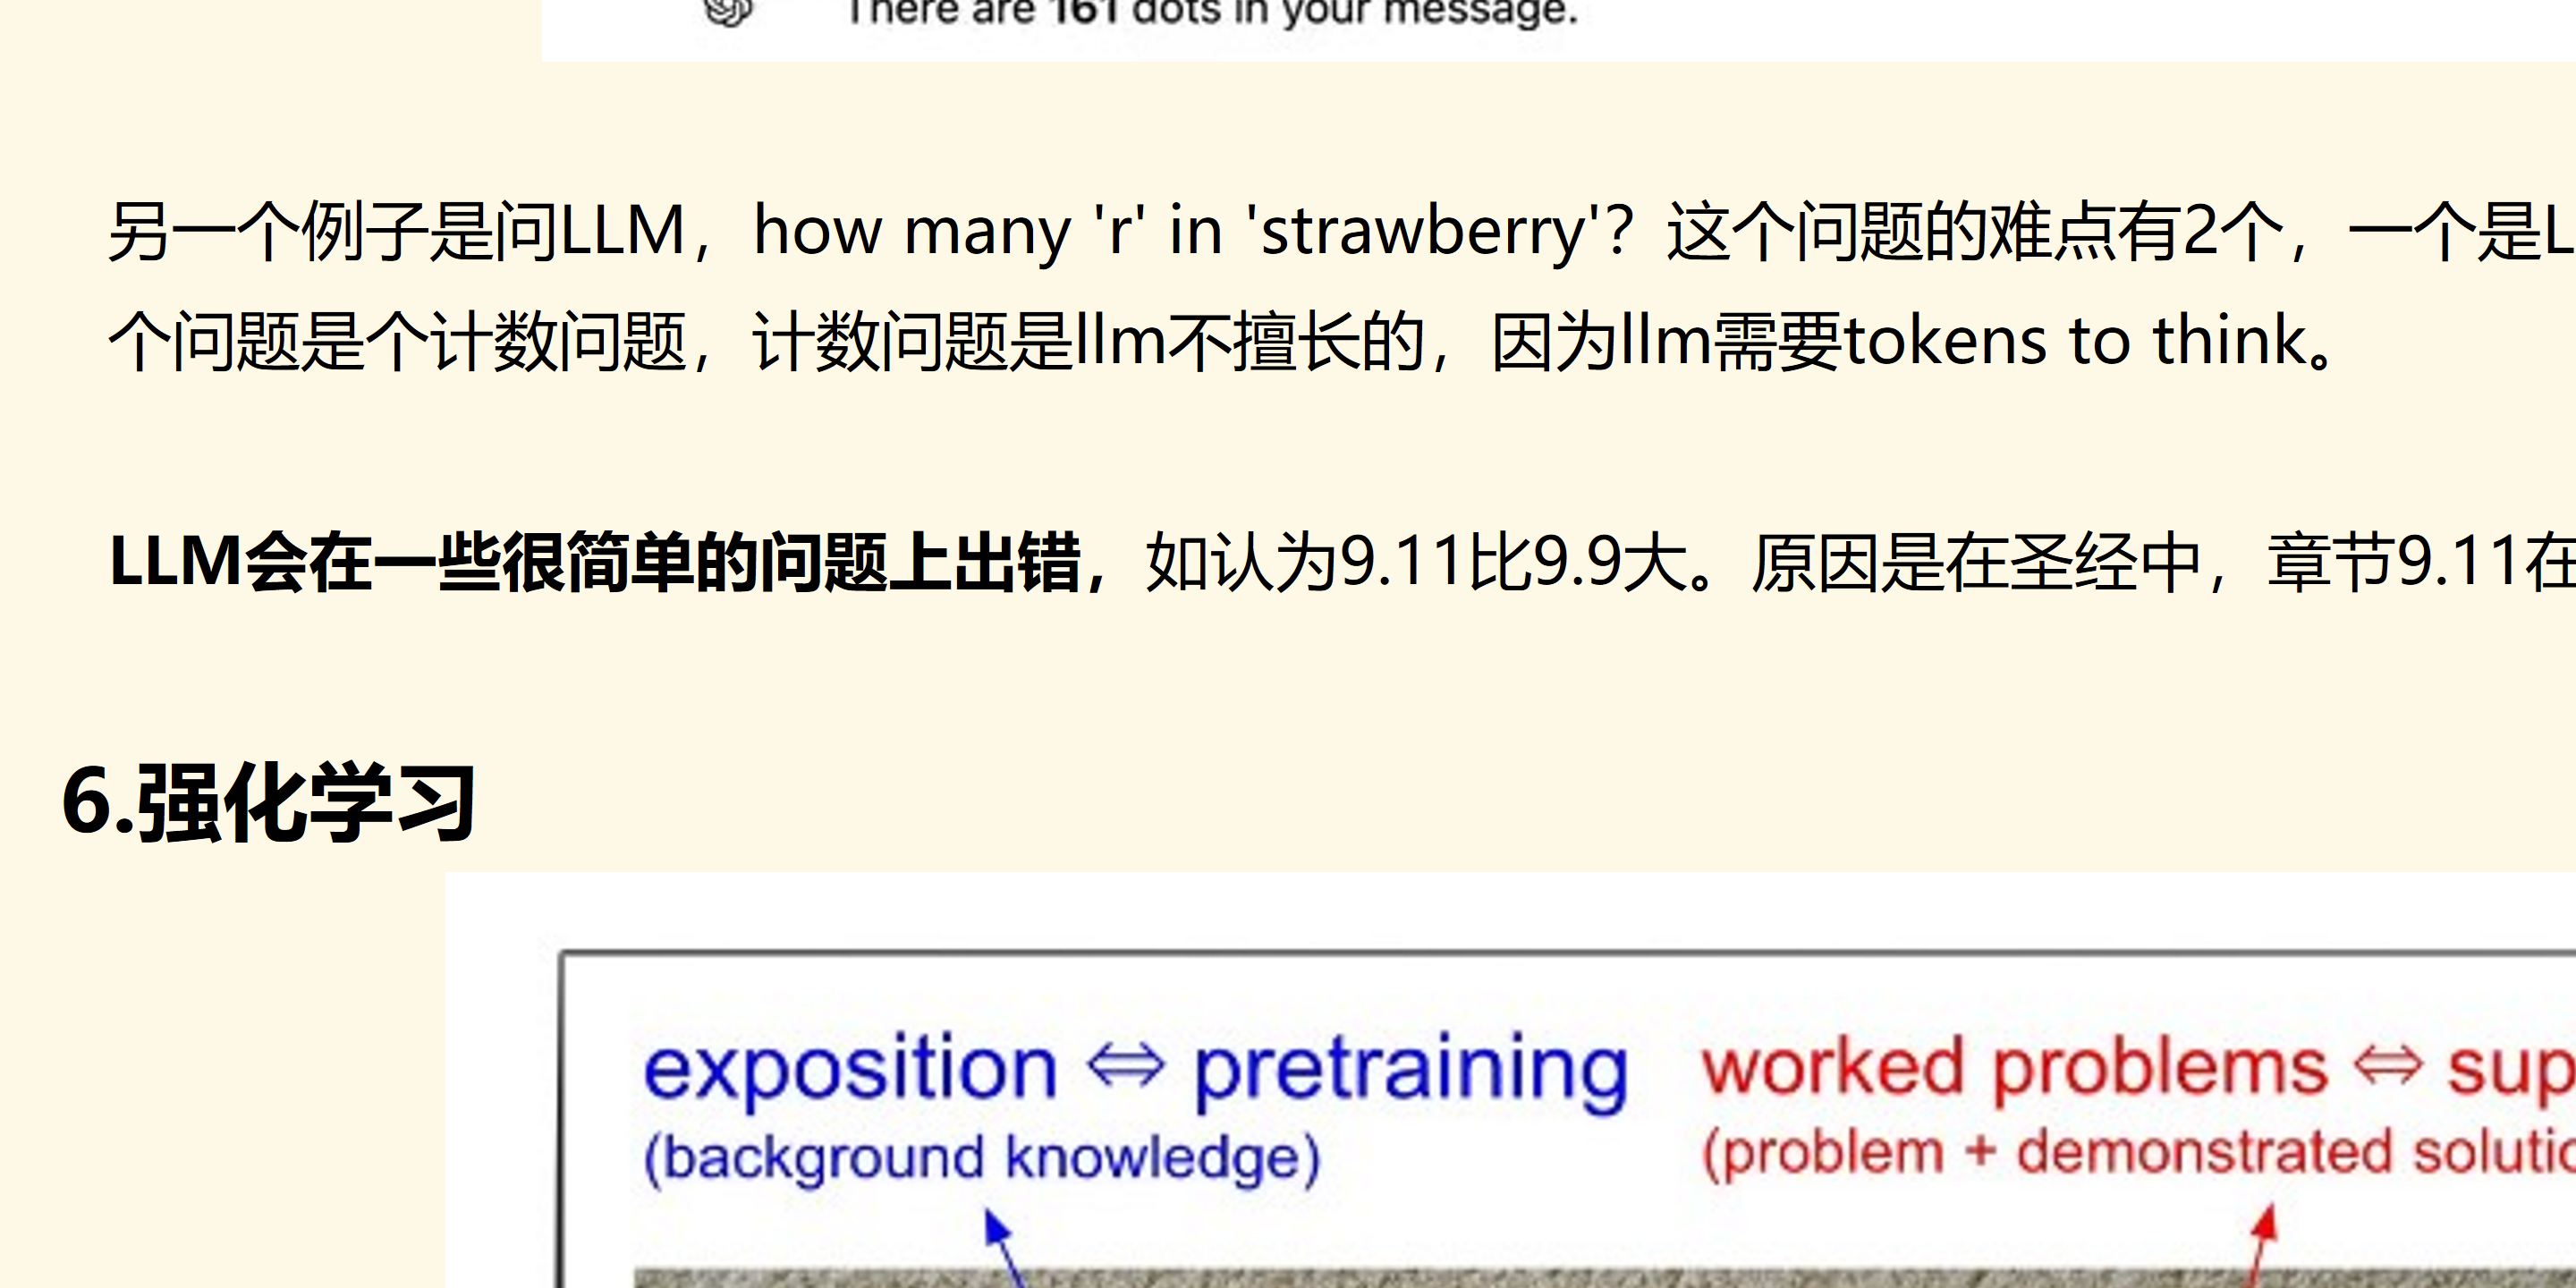 There are 161 dots in your message.
另一个例子是问LLM，how many 'r' in 'strawberry'？这个问题的难点有2个，一个是L
个问题是个计数问题，计数问题是llm不擅长的，因为llm需要tokens to think。
LLM会在一些很简单的问题上出错，如认为9.11比9.9大。原因是在圣经中，章节9.11在
6.强化学习
exposition ⇔ pretraining
(background knowledge)
worked problems ⇔ sup
(problem + demonstrated solutio